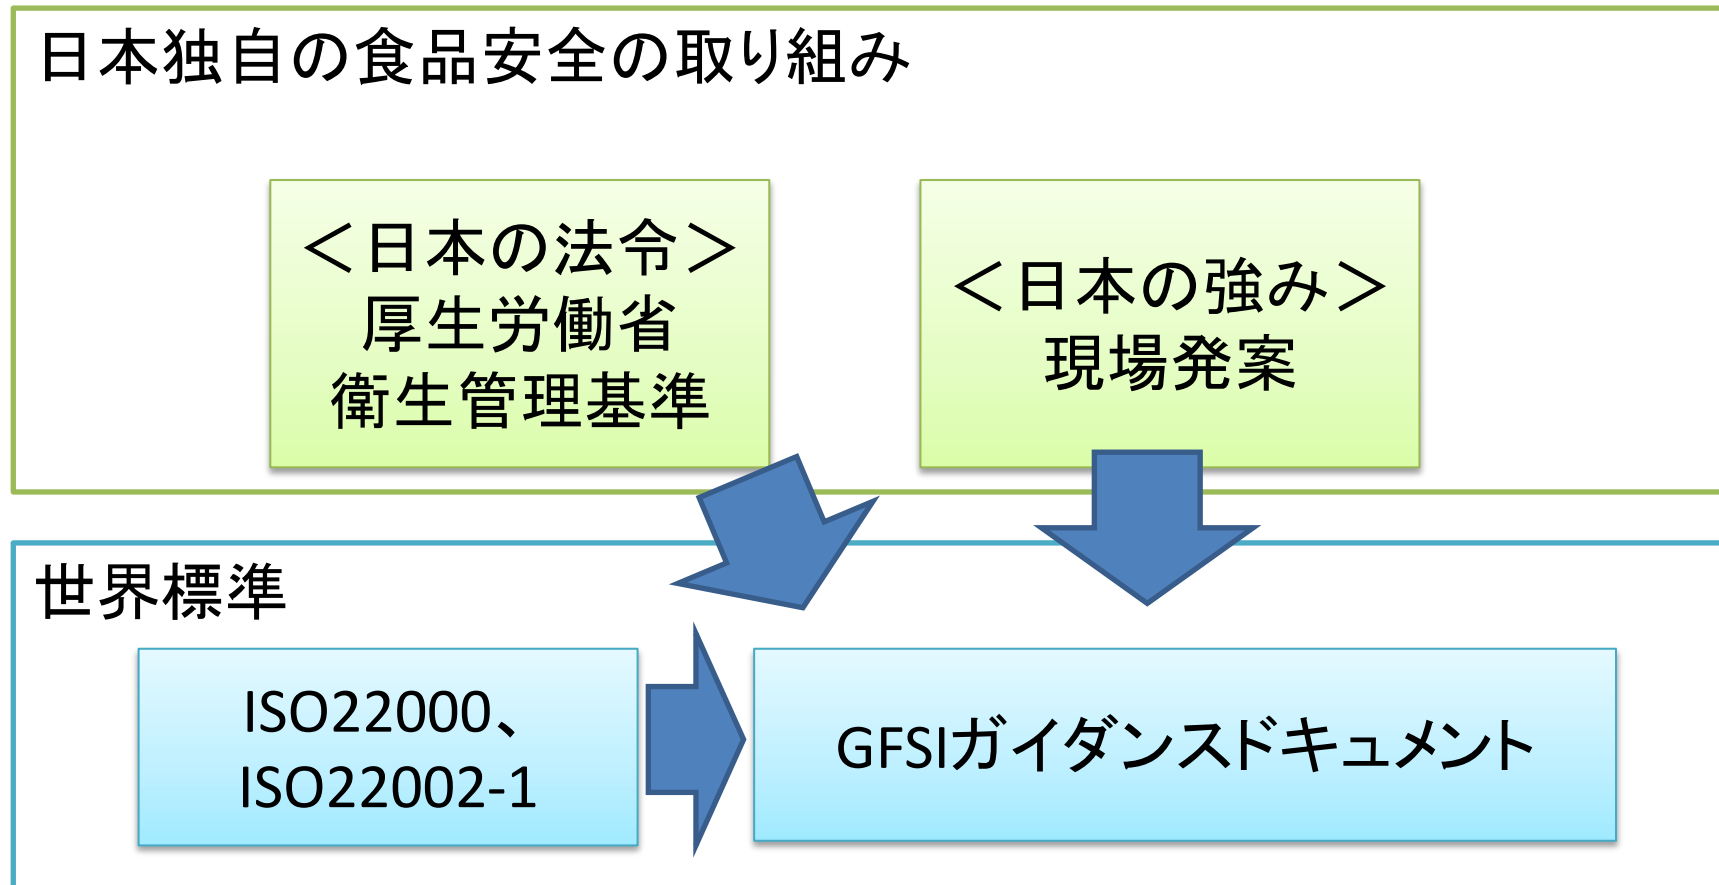 日本独自の食品安全の取り組み
＜日本の法令＞
厚生労働省
衛生管理基準
＜日本の強み＞
現場発案
世界標準
ISO22000、
ISO22002-1
GFSIガイダンスドキュメント